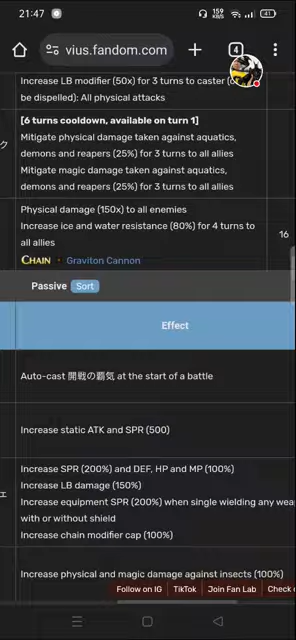 21:47
159
KB/S
41
vius.fandom.com
4
Increase LB modifier (50x) for 3 turns to caster
be dispelled): All physical attacks
[6 turns cooldown, available on turn 1]
ク
Mitigate physical damage taken against aquatics,
demons and reapers (25%) for 3 turns to all allies
Mitigate magic damage taken against aquatics,
demons and reapers (25%) for 3 turns to all allies
Physical damage (150x) to all enemies
Increase ice and water resistance (80%) for 4 turns to
all allies
16
CHAIN • Graviton Cannon
Passive Sort
Effect
Auto-cast 開戦の覇気 at the start of a battle
Increase static ATK and SPR (500)
Increase SPR (200%) and DEF, HP and MP (100%)
Increase LB damage (150%)
ェ
Increase equipment SPR (200%) when single wielding any wea
with or without shield
Increase chain modifier cap (100%)
Increase physical and magic damage against insects (100%)
Follow on IG TikTok Join Fan Lab Check